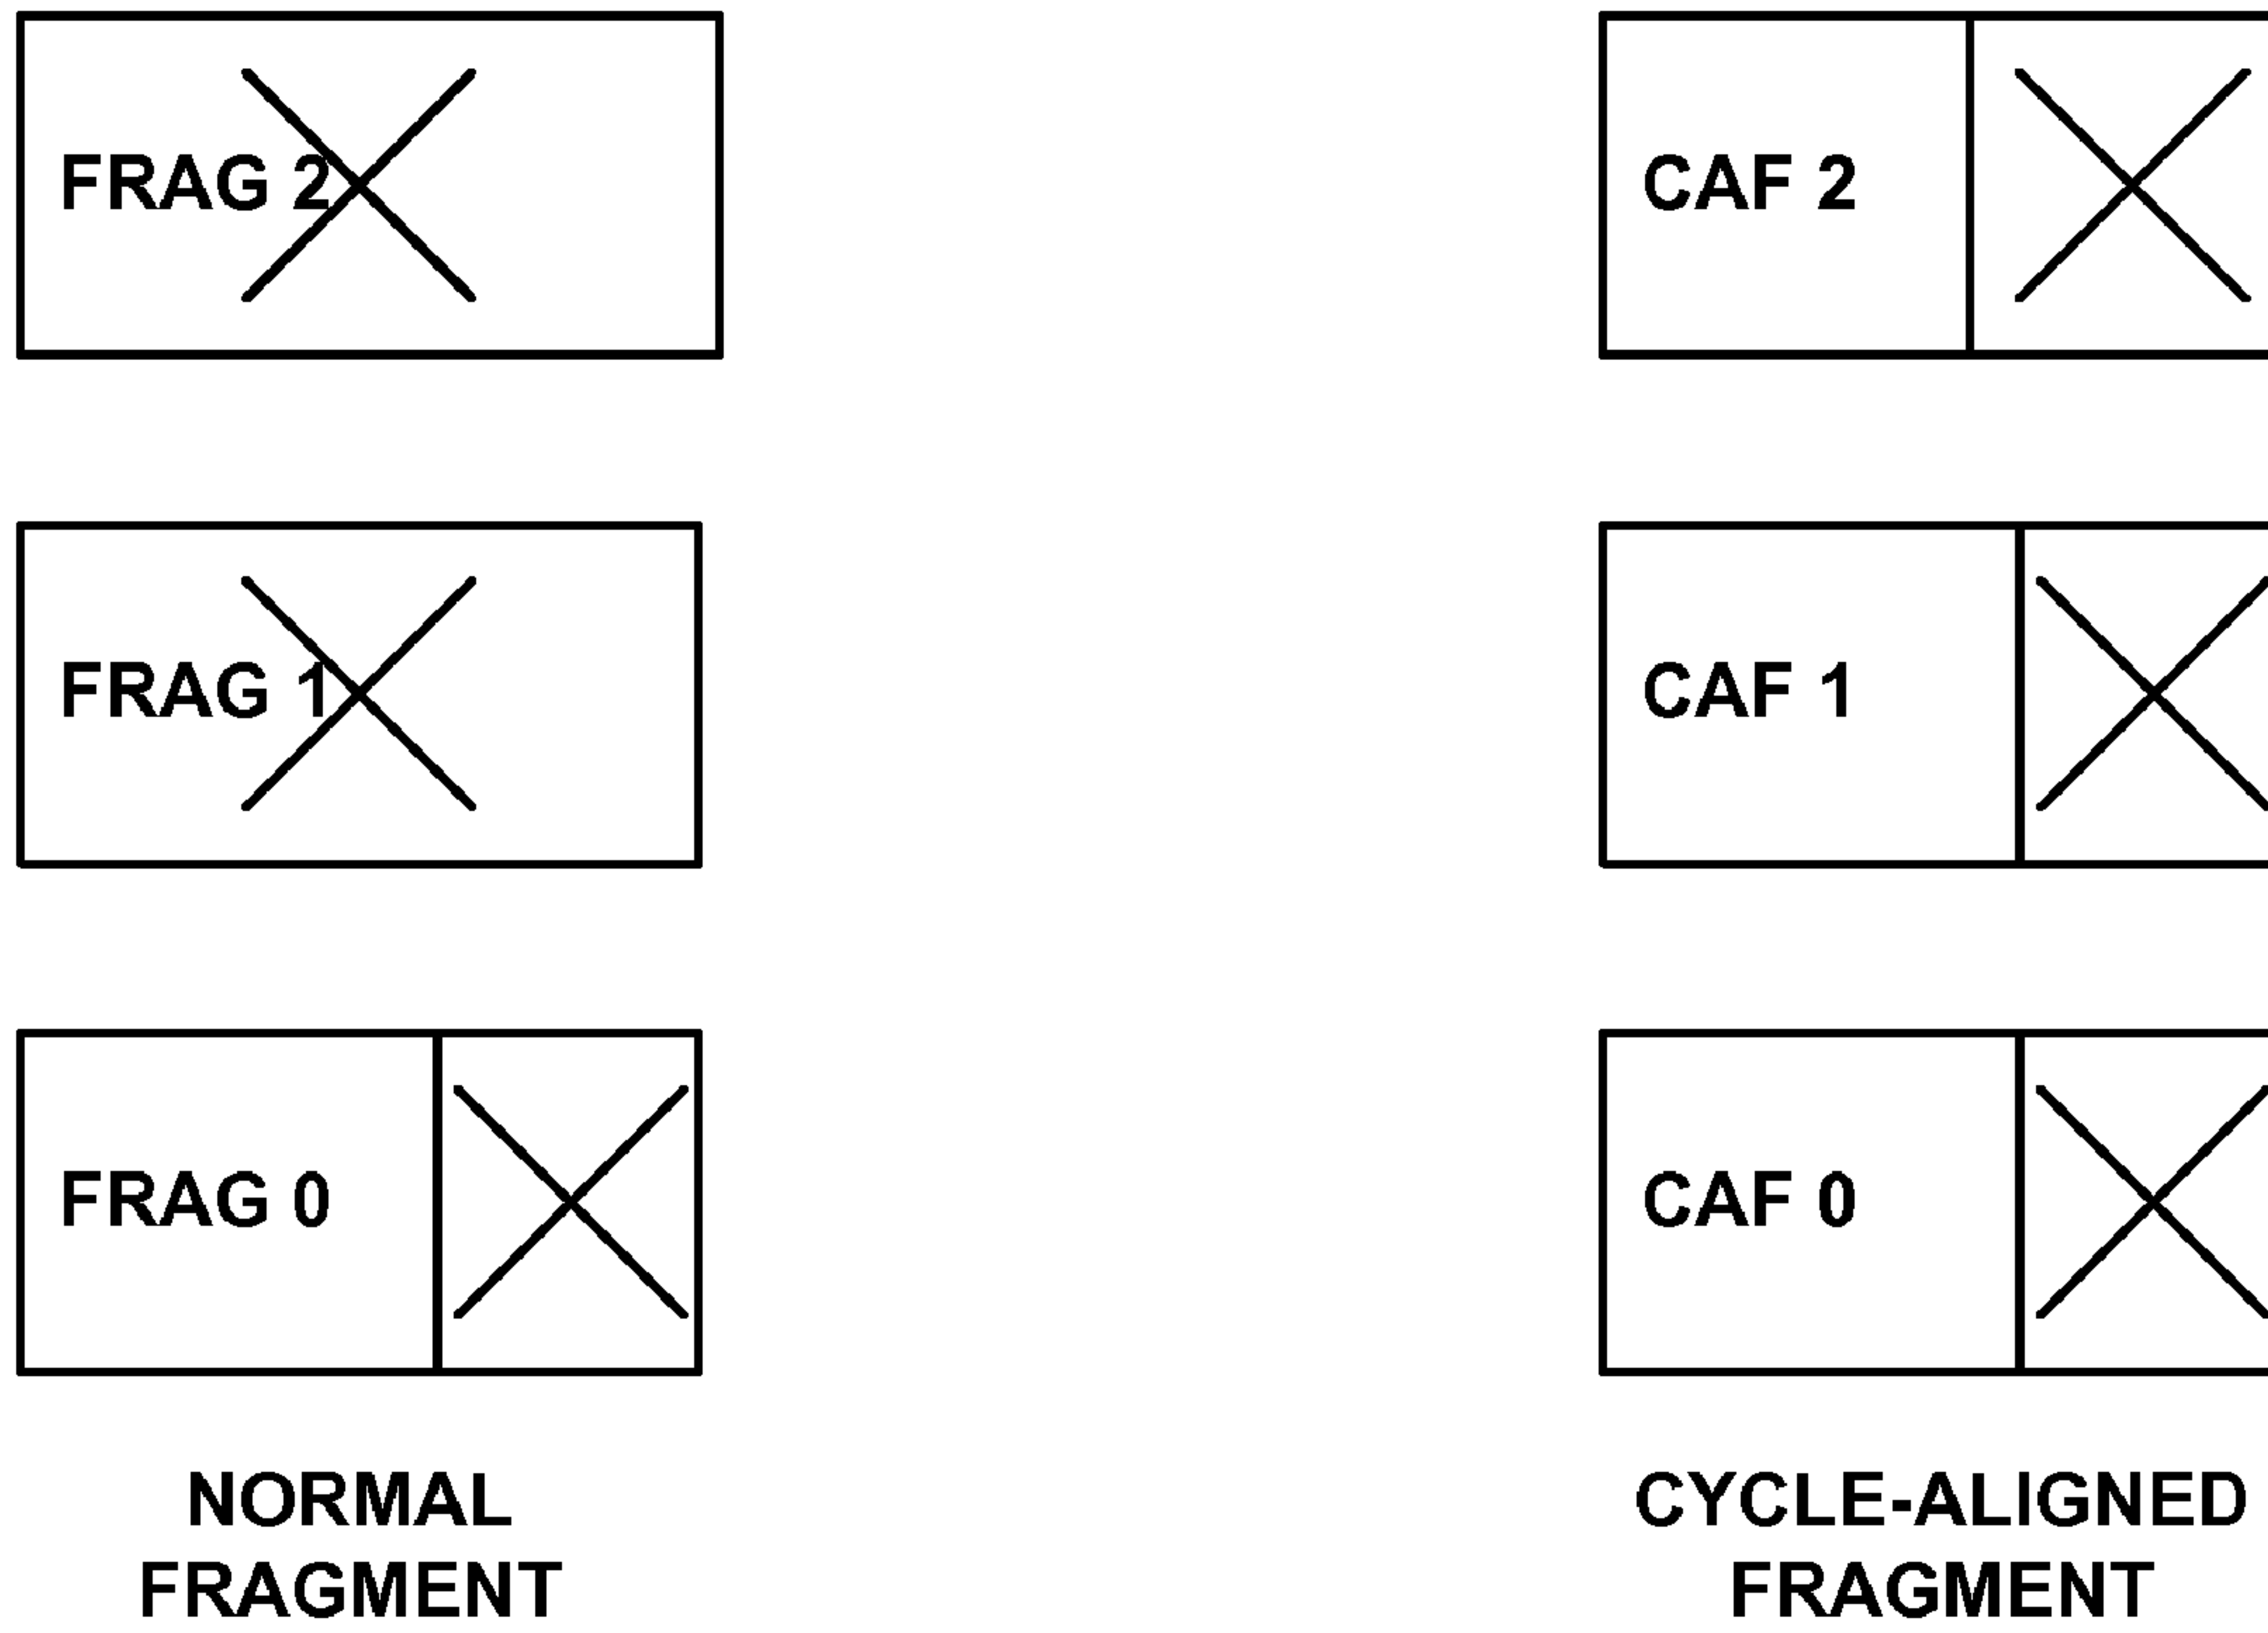 FRAG 2
CAF 2
FRAG 1
CAF 1
FRAG 0
CAF 0
NORMAL
FRAGMENT
CYCLE-ALIGNED
FRAGMENT